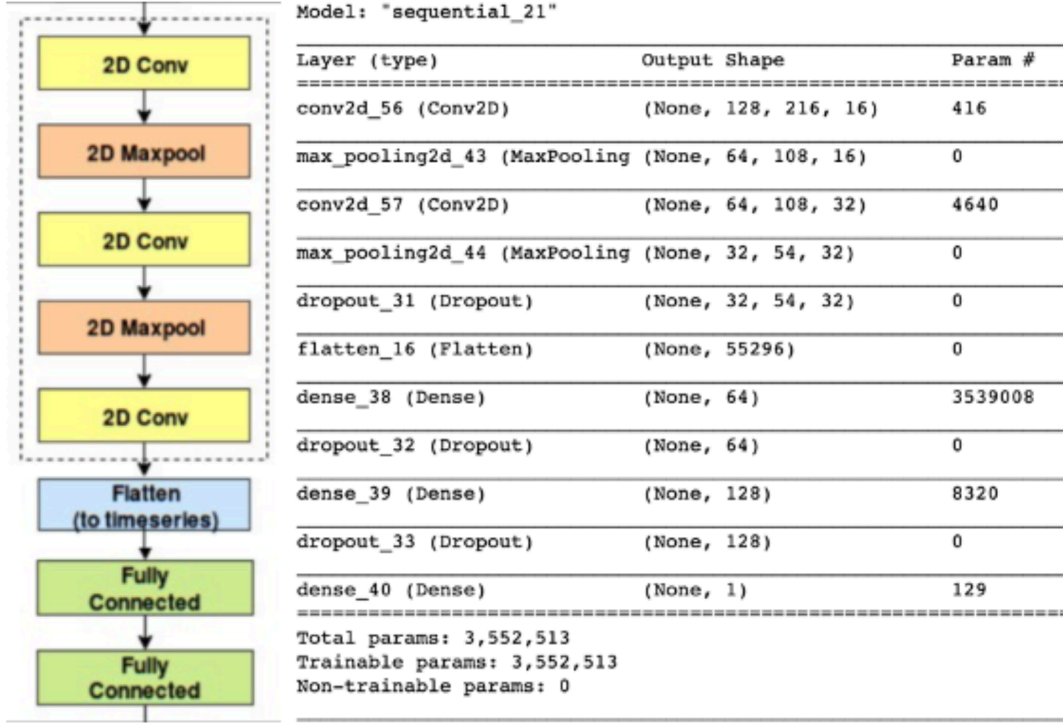 2D Conv
2D Maxpool
2D Conv
2D Maxpool
2D Conv
Flatten
(to timeseries)
Fully
Connected
Fully
Connected
Model: "sequential_21"
Layer (type) Output Shape Param #
conv2d_56 (Conv2D) (None, 128, 216, 16) 416
max_pooling2d_43 (MaxPooling (None, 64, 108, 16) 0
conv2d_57 (Conv2D) (None, 64, 108, 32) 4640
max_pooling2d_44 (MaxPooling (None, 32, 54, 32) 0
dropout_31 (Dropout) (None, 32, 54, 32) 0
flatten_16 (Flatten) (None, 55296) 0
dense_38 (Dense) (None, 64) 3539008
dropout_32 (Dropout) (None, 64) 0
dense_39 (Dense) (None, 128) 8320
dropout_33 (Dropout) (None, 128) 0
dense_40 (Dense) (None, 1) 129
Total params: 3,552,513
Trainable params: 3,552,513
Non-trainable params: 0